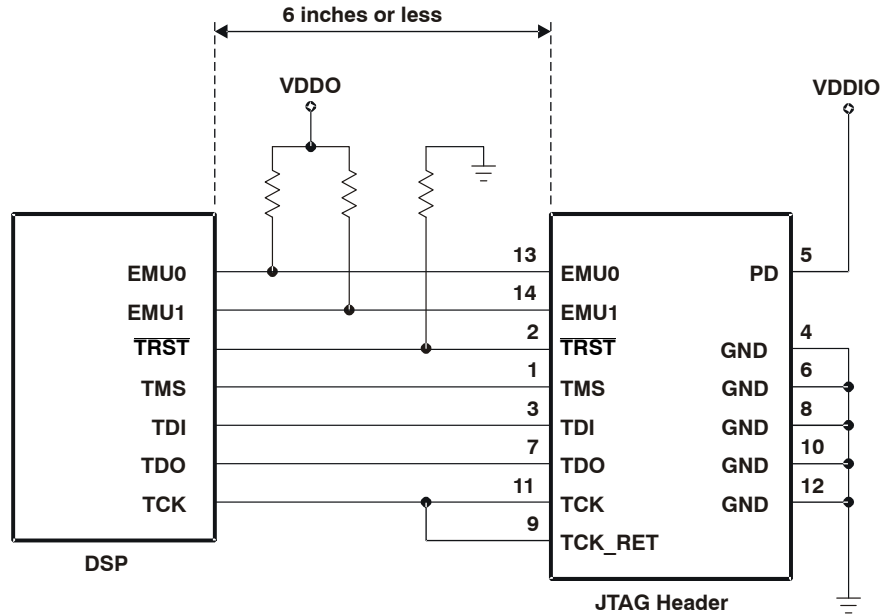 6 inches or less
VDDO
VDDIO
13
5
EMU0
EMU0
PD
14
EMU1
EMU1
2
4
TRST
TRST
GND
1
6
TMS
TMS
GND
3
8
TDI
TDI
GND
7
10
TDO
TDO
GND
11
12
TCK
TCK
GND
9
TCK_RET
DSP
JTAG Header